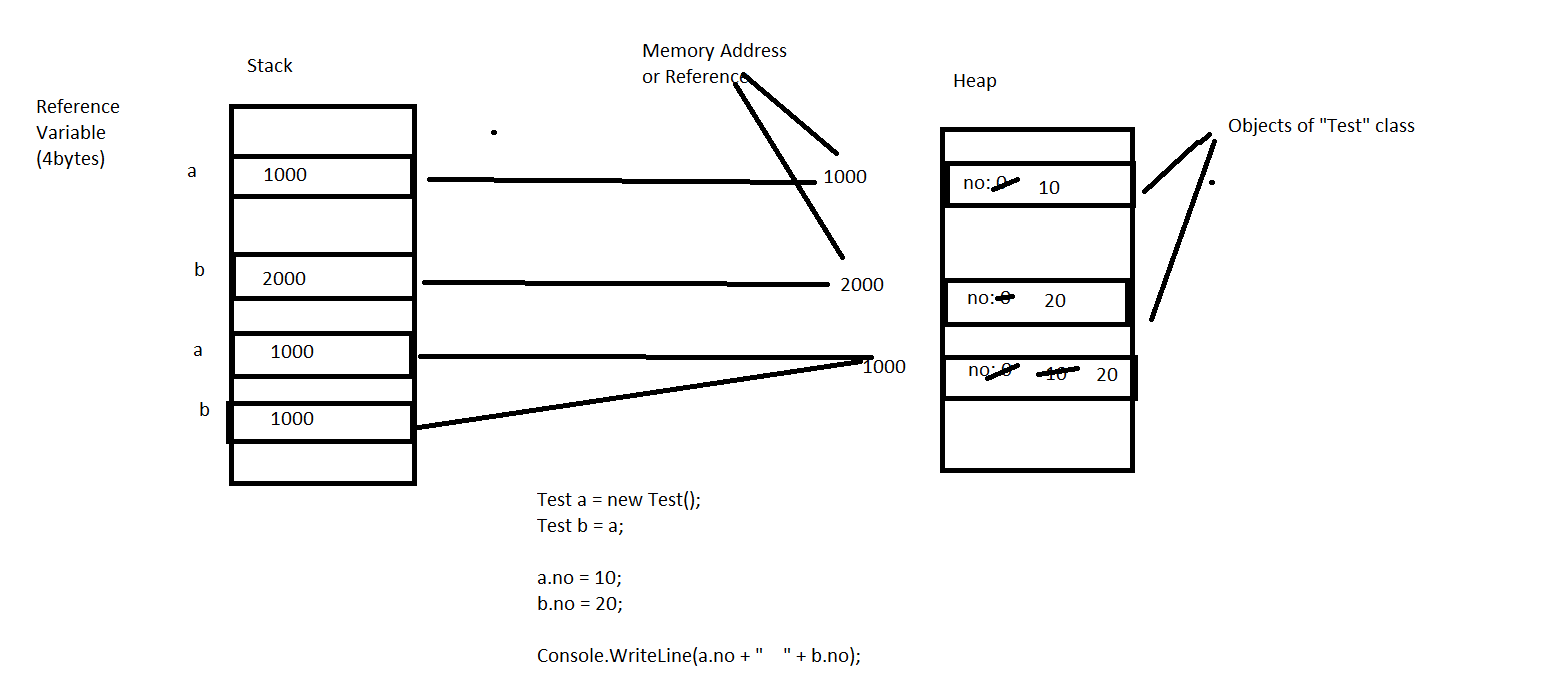 Stack
Memory Address
or Reference
Heap
Reference
Variable
(4bytes)
Objects of "Test" class
a
1000
1000
no: 0 10
b
2000
2000
no: 0 20
a
1000
1000
no: 0 10 20
b
1000
Test a = new Test();
Test b = a;
a.no = 10;
b.no = 20;
Console.WriteLine(a.no + "    " + b.no);